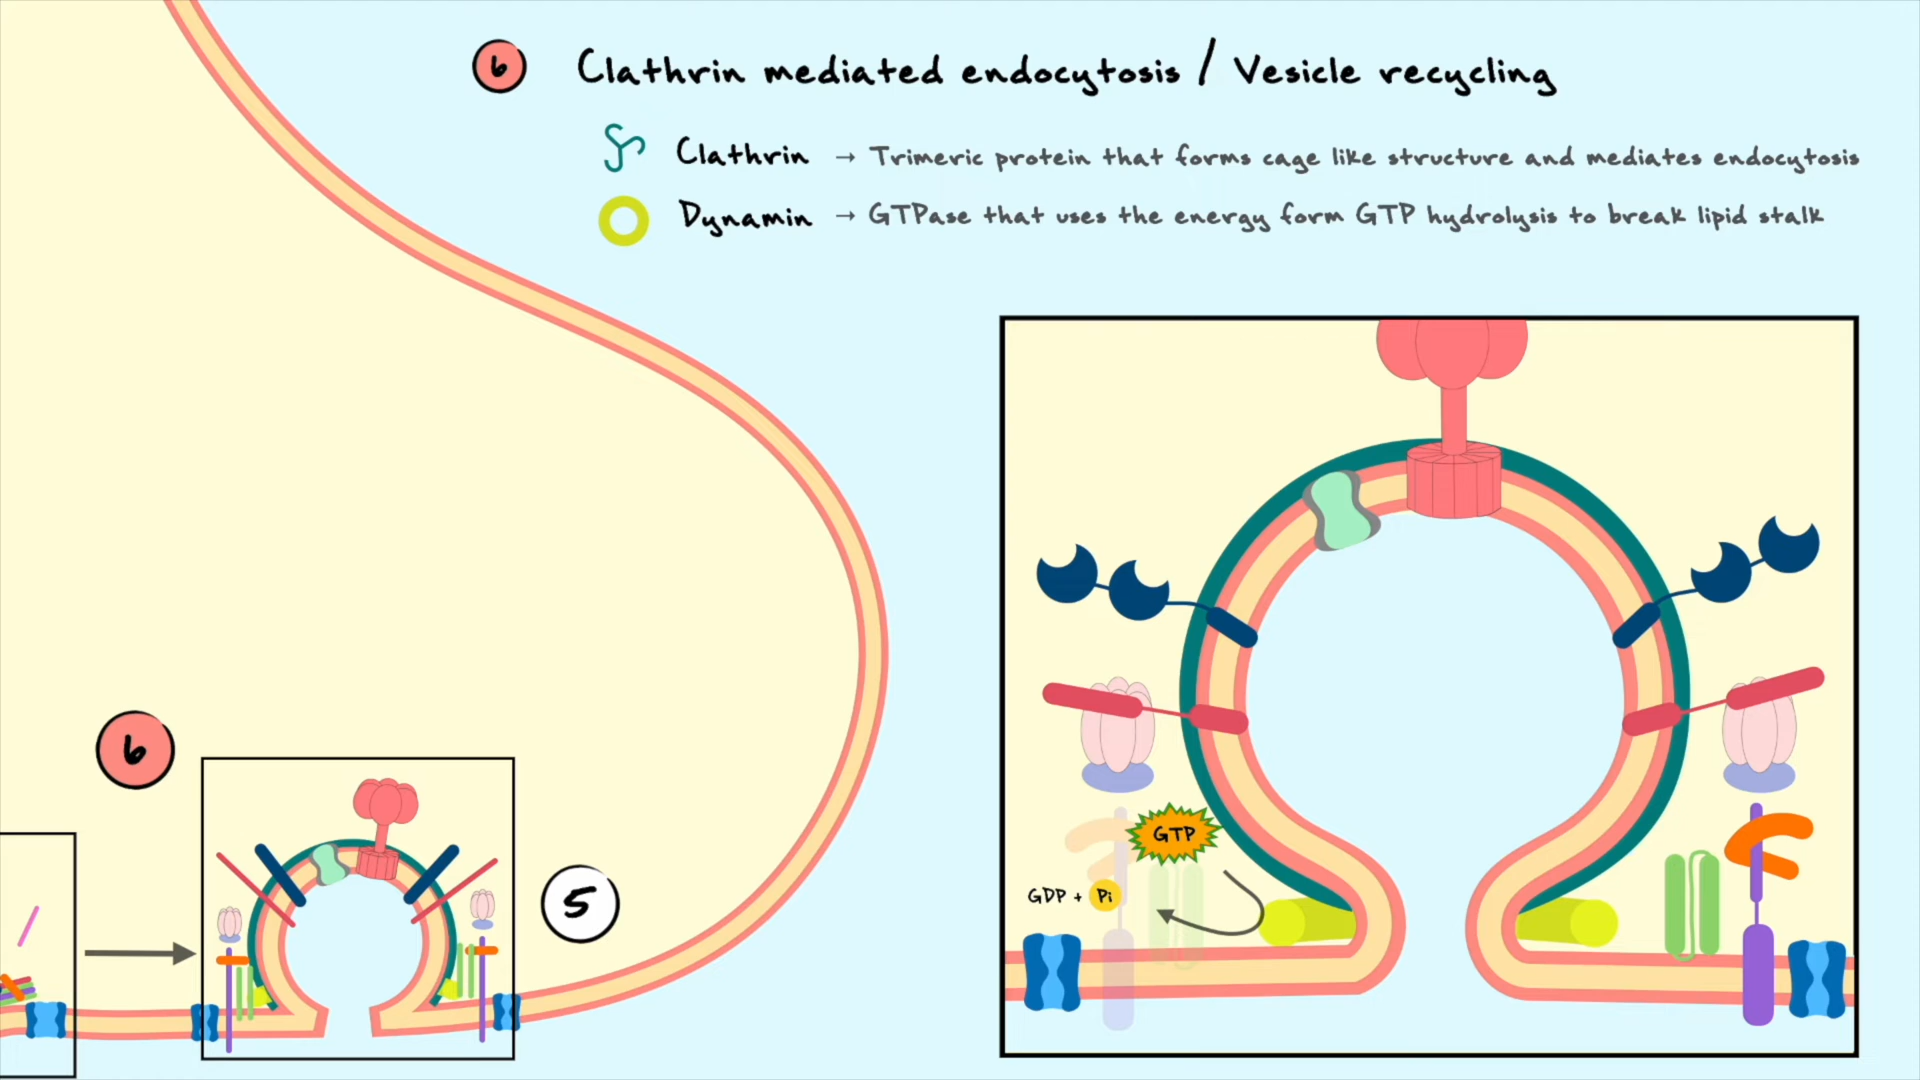 6 Clathrin mediated endocytosis / Vesicle recycling
Clathrin → Trimeric protein that forms cage like structure and mediates endocytosis
Dynamin → GTPase that uses the energy form GTP hydrolysis to break lipid stalk
6
5
GTP
GDP + Pi